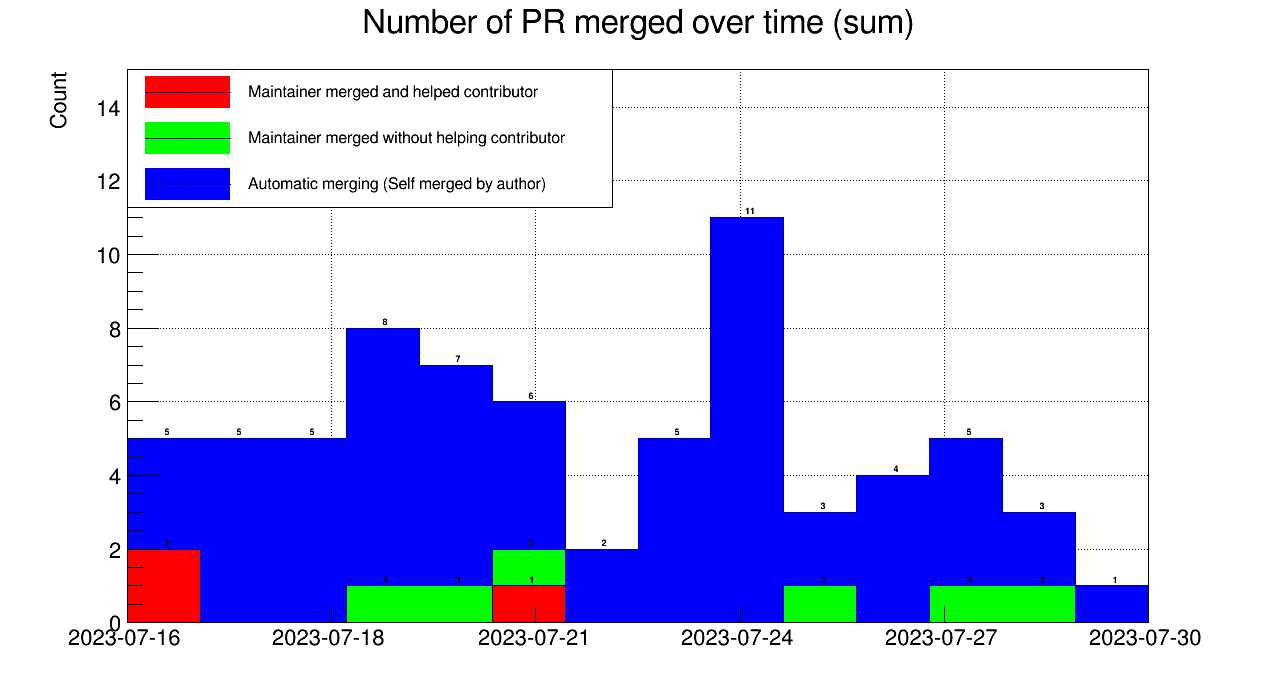 Number of PR merged over time (sum)
Count
Maintainer merged and helped contributor
Maintainer merged without helping contributor
Automatic merging (Self merged by author)
14
12
10
8
6
4
2
0
11
8
7
6
5 5 5 5 5
4
3 3
2 2 2
1 1 1 1 1 1 1
2023-07-16 2023-07-18 2023-07-21 2023-07-24 2023-07-27 2023-07-30